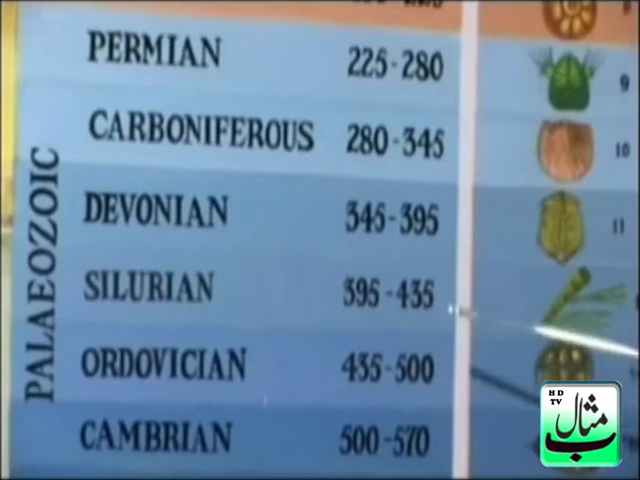 PERMIAN 225-280 9
CARBONIFEROUS 280-345 10
DEVONIAN 345-395 11
SILURIAN 395-435
ORDOVICIAN 435-500
CAMBRIAN 500-570
PALAEOZOIC
HD
TV
مثال